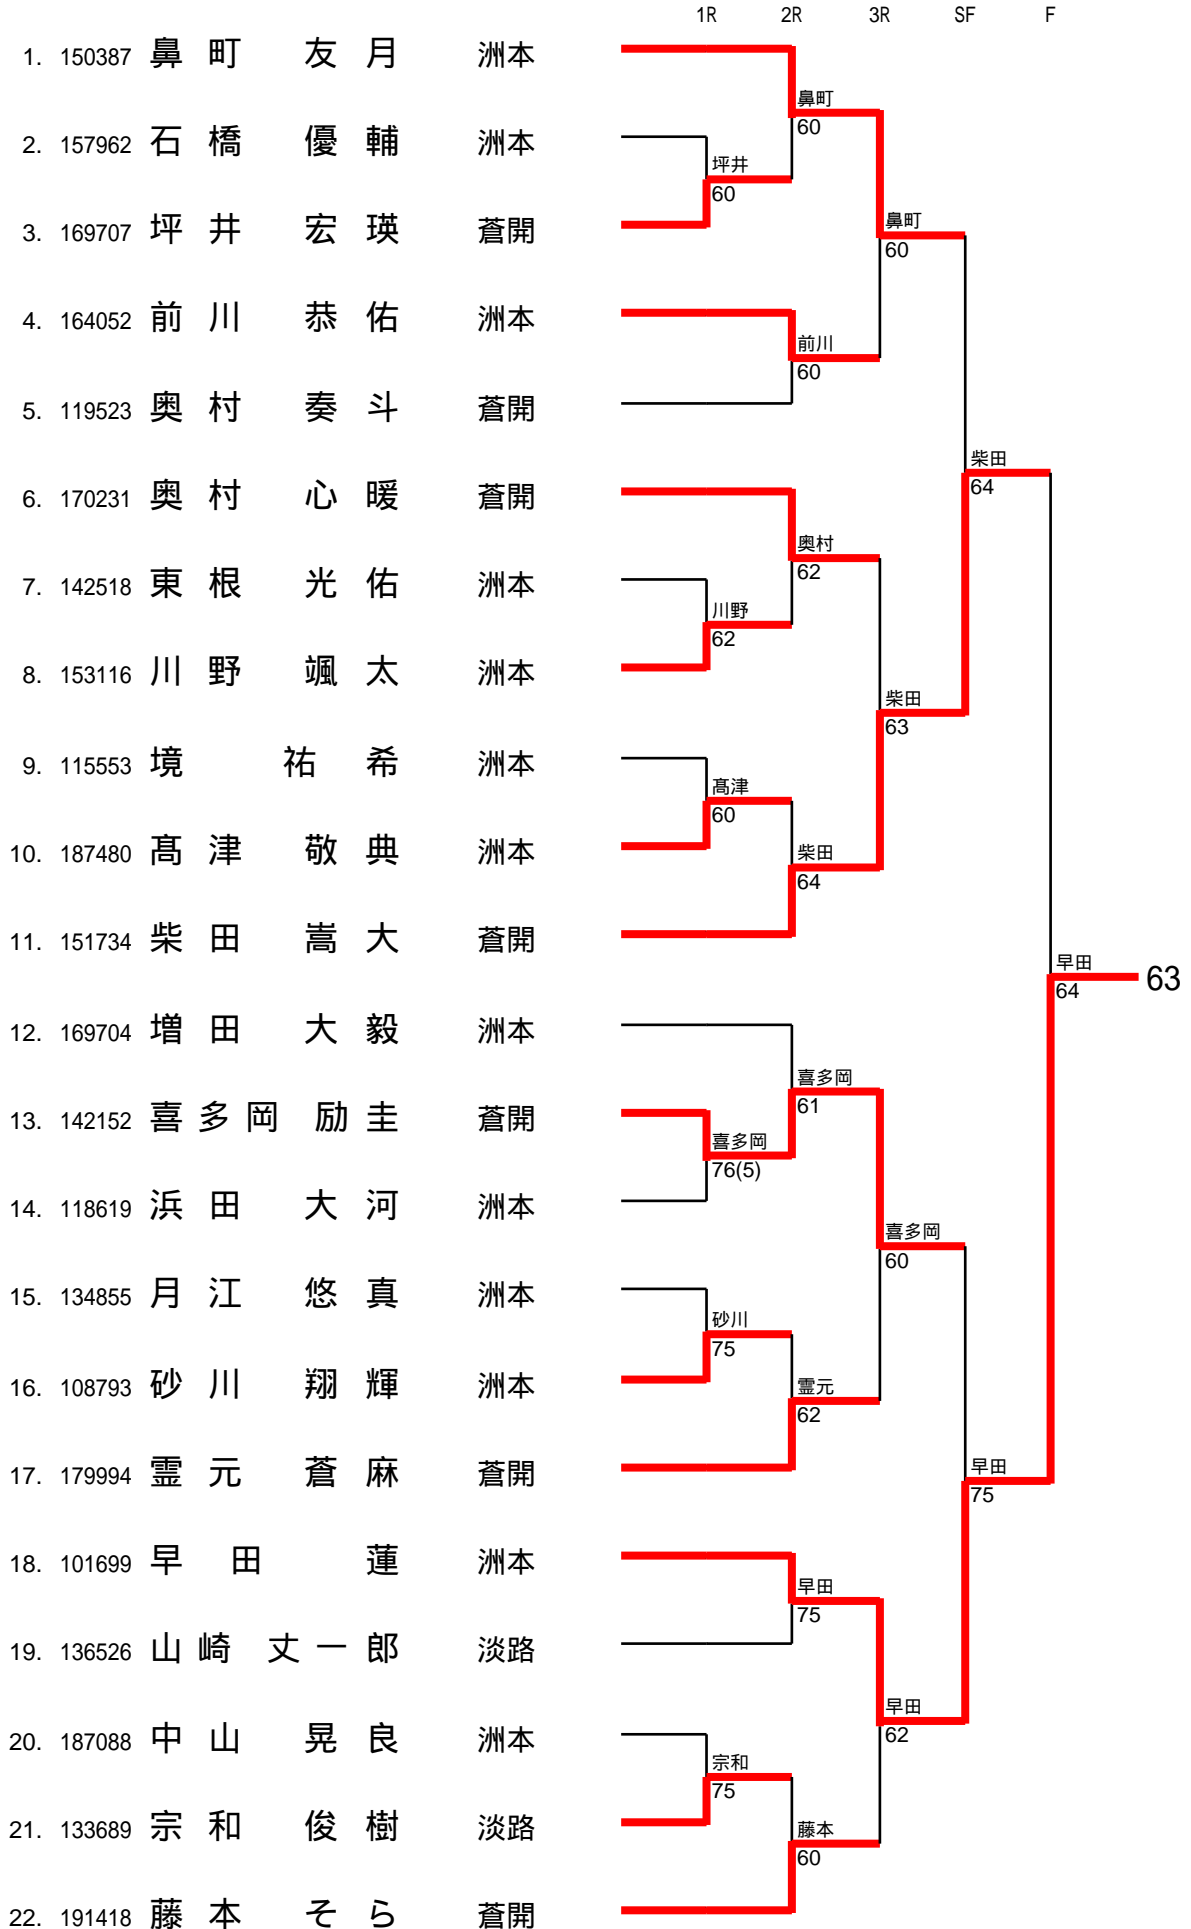 1R 2R 3R SF F
1. 150387 鼻町 友月 洲本
鼻町
60
2. 157962 石橋 優輔 洲本
坪井
60
3. 169707 坪井 宏瑛 蒼開
鼻町
60
4. 164052 前川 恭佑 洲本
前川
60
5. 119523 奥村 奏斗 蒼開
柴田
64
6. 170231 奥村 心暖 蒼開
奥村
62
7. 142518 東根 光佑 洲本
川野
62
8. 153116 川野 颯太 洲本
柴田
63
9. 115553 境 祐希 洲本
髙津
60
10. 187480 髙津 敬典 洲本
柴田
64
11. 151734 柴田 嵩大 蒼開
早田
64
63
12. 169704 増田 大毅 洲本
喜多岡
61
13. 142152 喜多岡 励圭 蒼開
喜多岡
76(5)
14. 118619 浜田 大河 洲本
喜多岡
60
15. 134855 月江 悠真 洲本
砂川
75
16. 108793 砂川 翔輝 洲本
霊元
62
17. 179994 霊元 蒼麻 蒼開
早田
75
18. 101699 早田 蓮 洲本
早田
75
19. 136526 山崎 丈一郎 淡路
早田
62
20. 187088 中山 晃良 洲本
宗和
75
21. 133689 宗和 俊樹 淡路
藤本
60
22. 191418 藤本 そら 蒼開